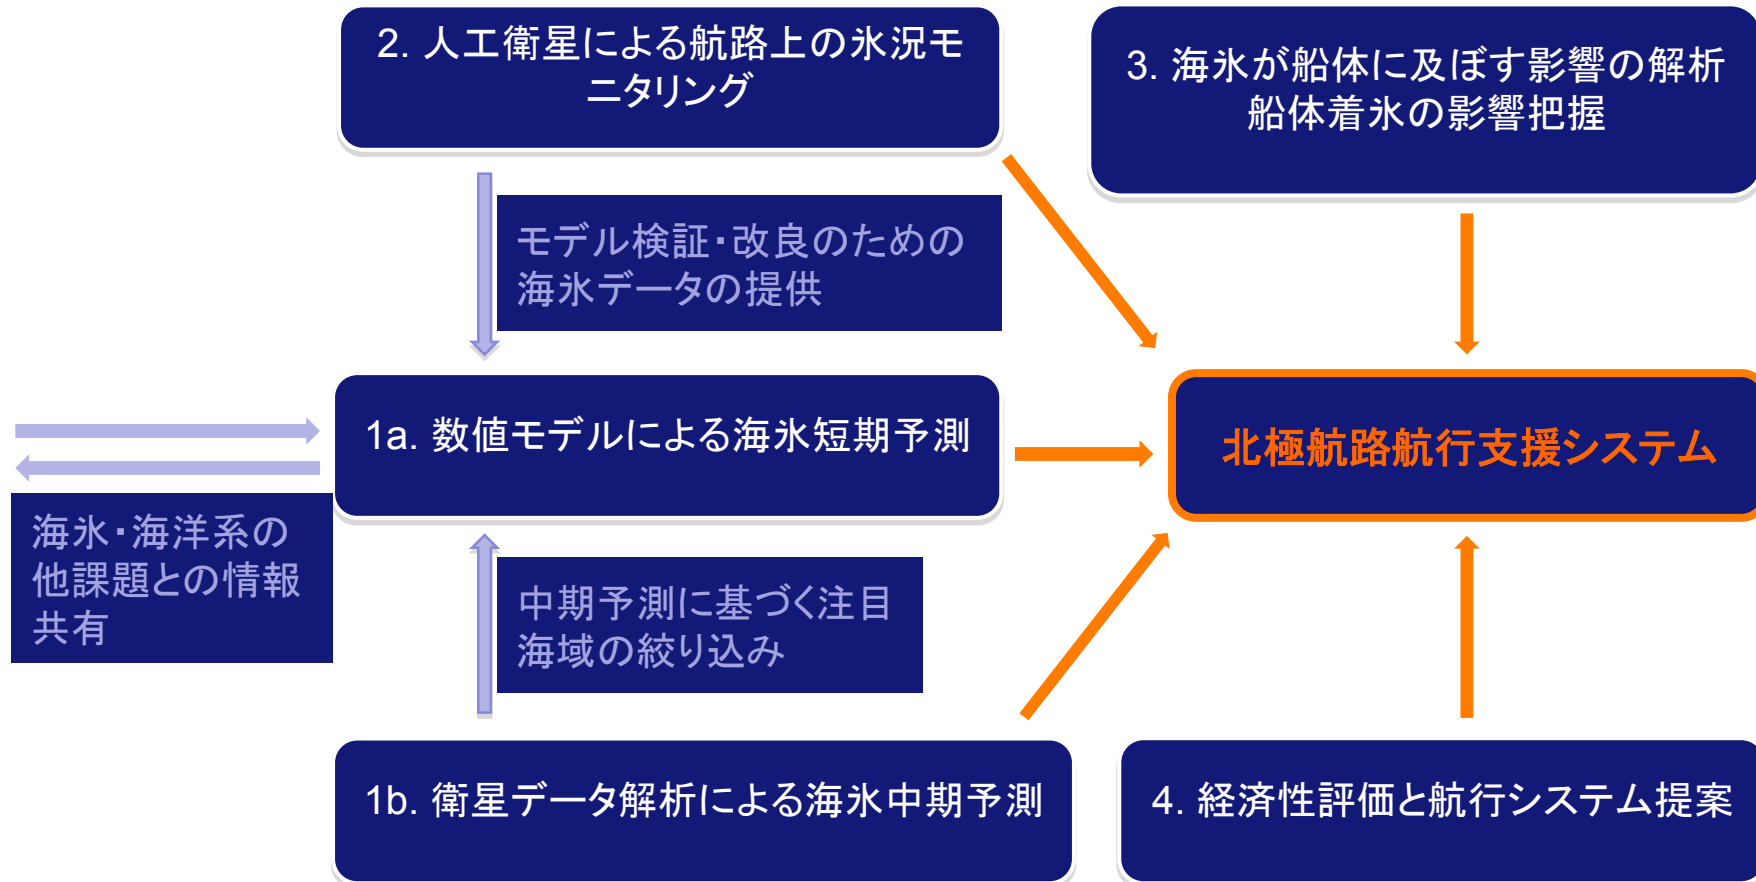 2. 人工衛星による航路上の氷況モ
ニタリング
3. 海氷が船体に及ぼす影響の解析
船体着氷の影響把握
モデル検証・改良のための
海氷データの提供
1a. 数値モデルによる海氷短期予測
北極航路航行支援システム
海氷・海洋系の
他課題との情報
共有
中期予測に基づく注目
海域の絞り込み
1b. 衛星データ解析による海氷中期予測
4. 経済性評価と航行システム提案